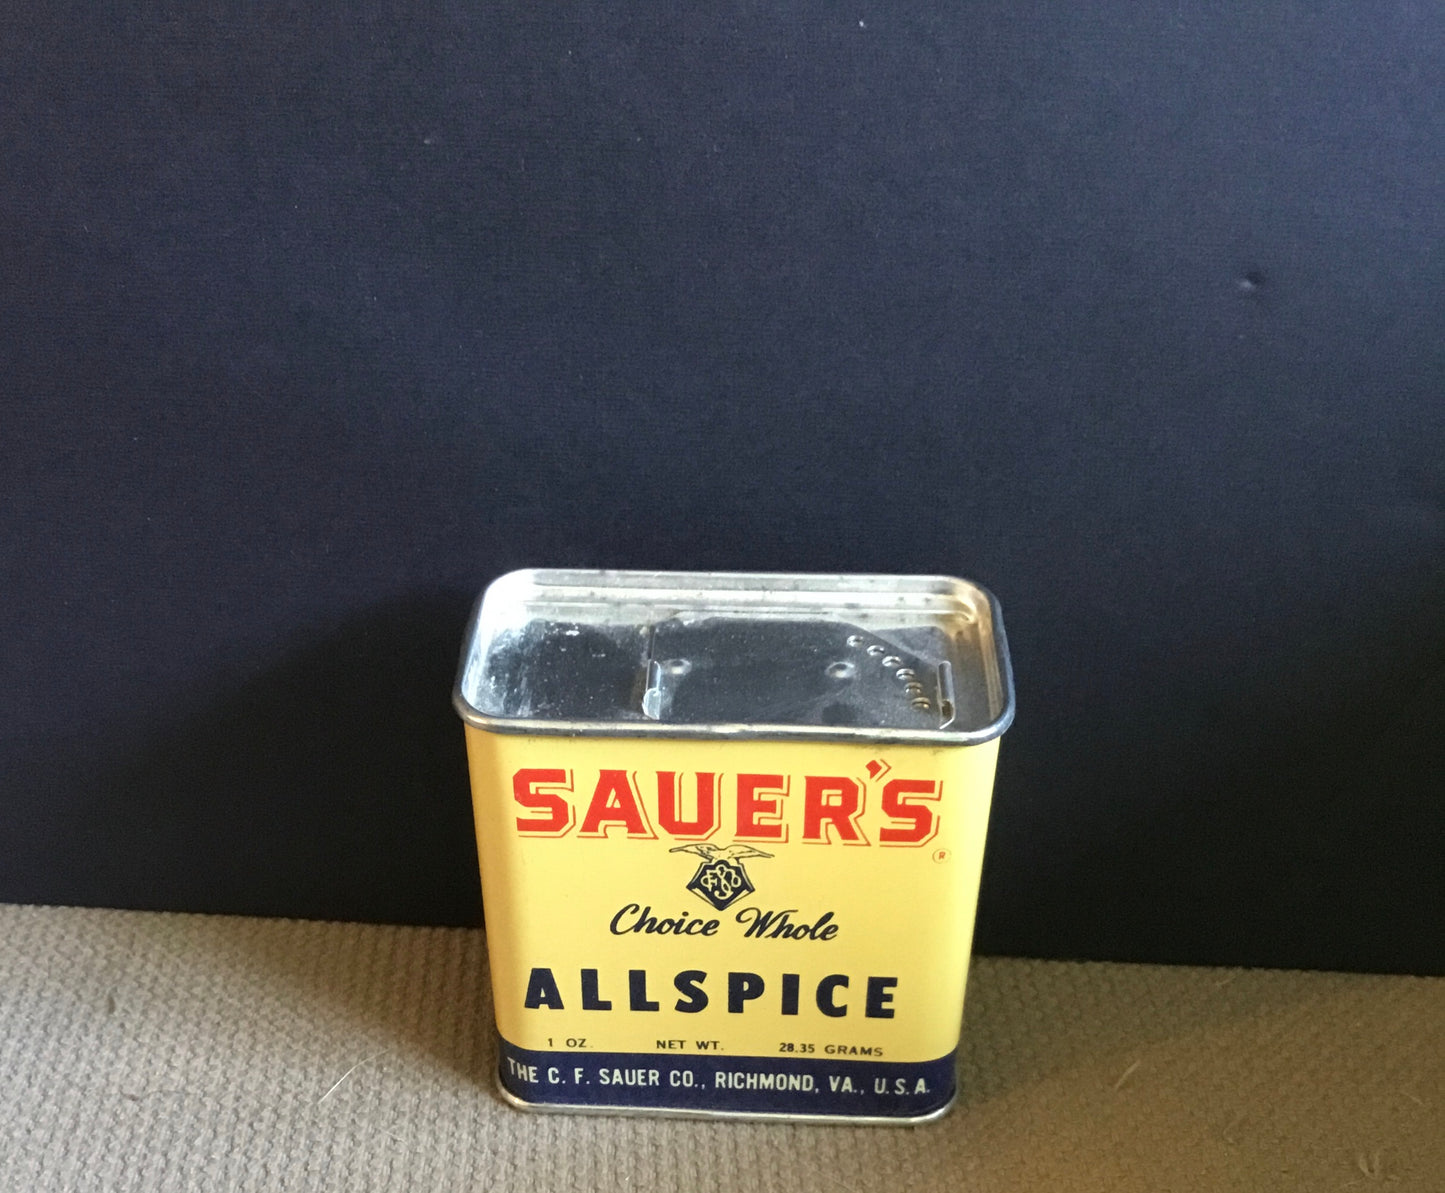 SAUER'S
®
Choice Whole
ALLSPICE
1 OZ. NET WT. 28.35 GRAMS
THE C. F. SAUER CO., RICHMOND, VA., U.S.A.